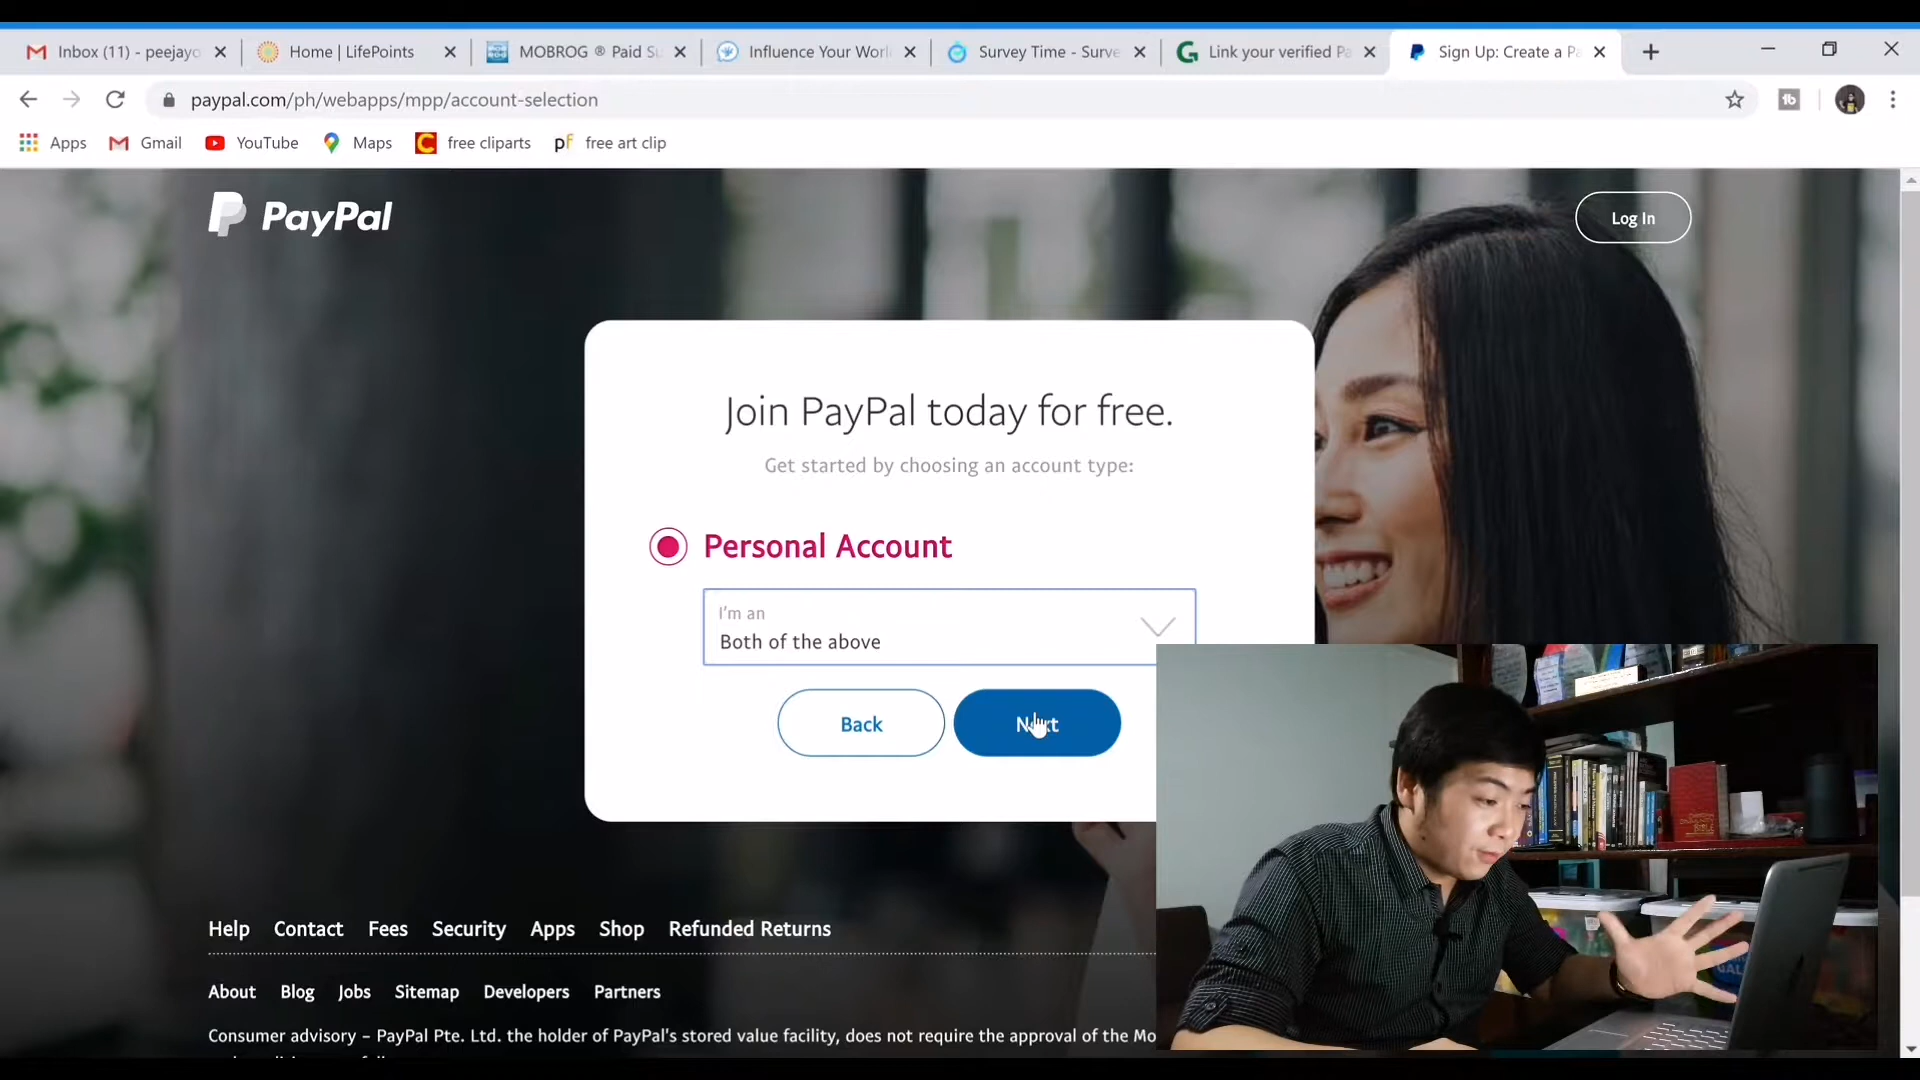 Inbox (11) - peejayo
Home | LifePoints
MOBROG ® Paid Su
Influence Your Worl
Survey Time - Surve
Link your verified Pa
Sign Up: Create a Pa
paypal.com/ph/webapps/mpp/account-selection
Apps
Gmail
YouTube
Maps
free cliparts
free art clip
PayPal
Log In
Join PayPal today for free.
Get started by choosing an account type:
Personal Account
I'm an
Both of the above
Back
Next
Help Contact Fees Security Apps Shop Refunded Returns
About Blog Jobs Sitemap Developers Partners
Consumer advisory – PayPal Pte. Ltd. the holder of PayPal's stored value facility, does not require the approval of the Mo